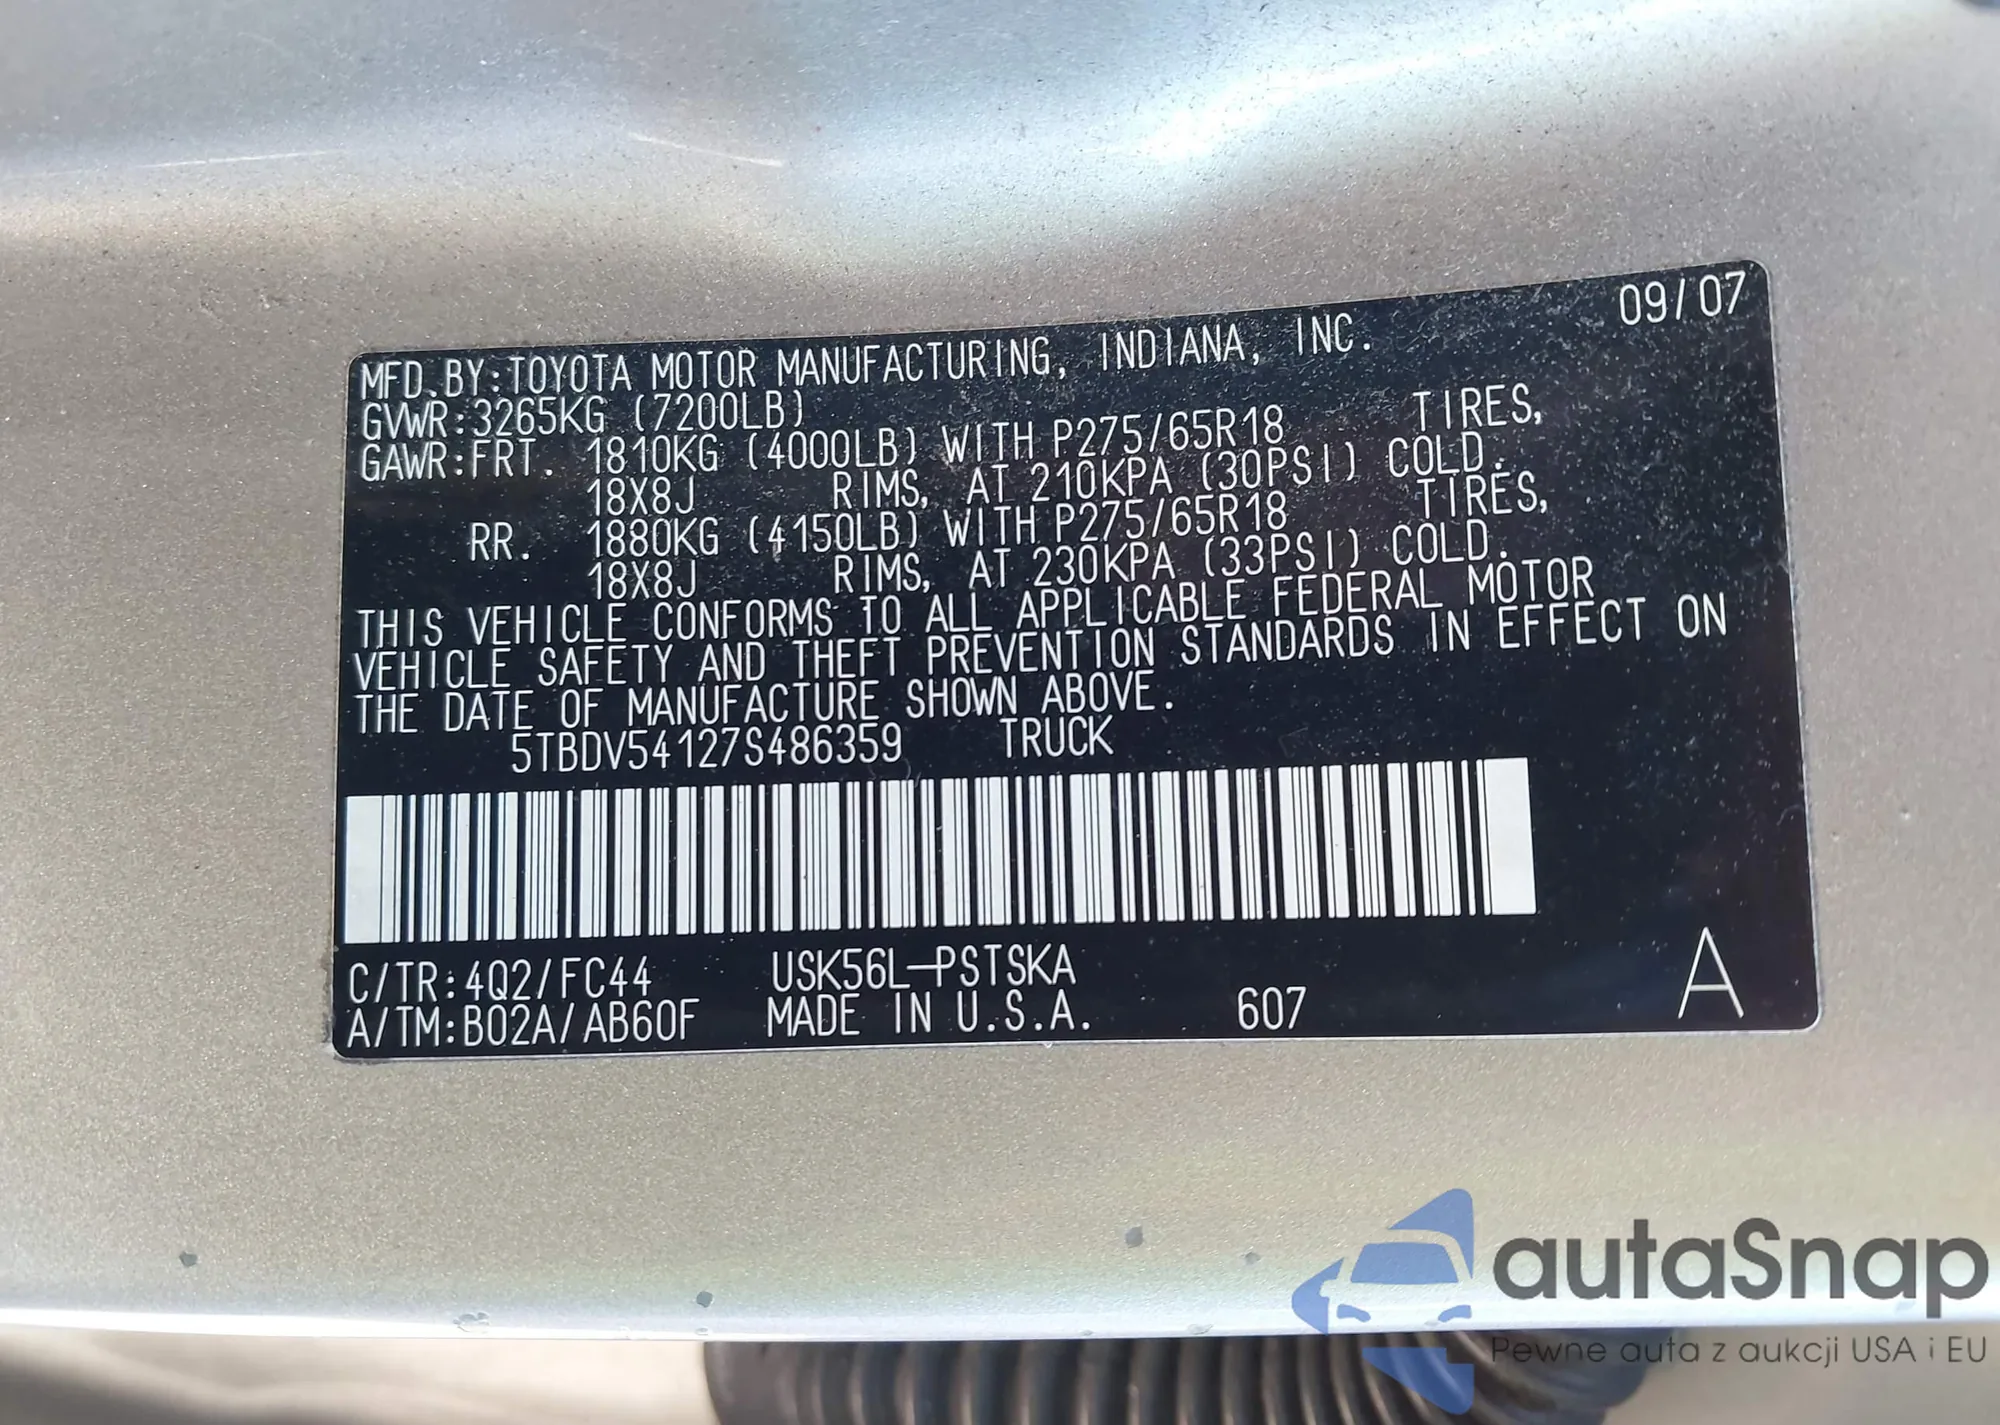 09/07
MFD.BY:TOYOTA MOTOR MANUFACTURING, INDIANA, INC.
GVWR:3265KG (7200LB)
GAWR:FRT. 1810KG (4000LB) WITH P275/65R18 TIRES,
18X8J RIMS, AT 210KPA (30PSI) COLD.
RR. 1880KG (4150LB) WITH P275/65R18 TIRES,
18X8J RIMS, AT 230KPA (33PSI) COLD.
THIS VEHICLE CONFORMS TO ALL APPLICABLE FEDERAL MOTOR
VEHICLE SAFETY AND THEFT PREVENTION STANDARDS IN EFFECT ON
THE DATE OF MANUFACTURE SHOWN ABOVE.
5TBDV54127S486359 TRUCK
C/TR:4Q2/FC44 USK56L-PSTSKA
A/TM:B02A/AB60F MADE IN U.S.A. 607 A
autaSnap
Pewne auta z aukcji USA i EU